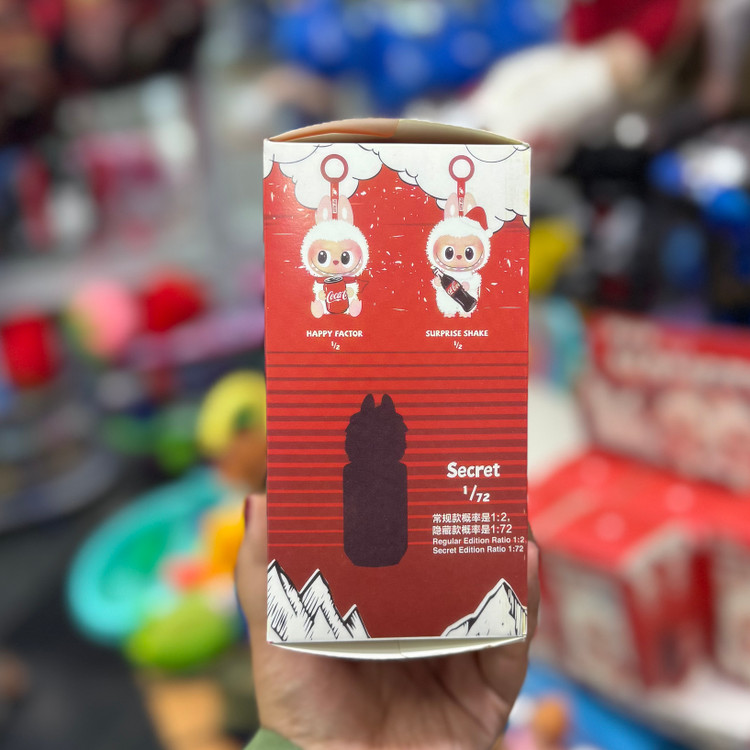 Coca-Cola
Coca-Cola
HAPPY FACTOR
1/2
SURPRISE SHAKE
1/2
Secret
1/72
常规款概率是1:2,
隐藏款概率是1:72
Regular Edition Ratio 1:2
Secret Edition Ratio 1:72